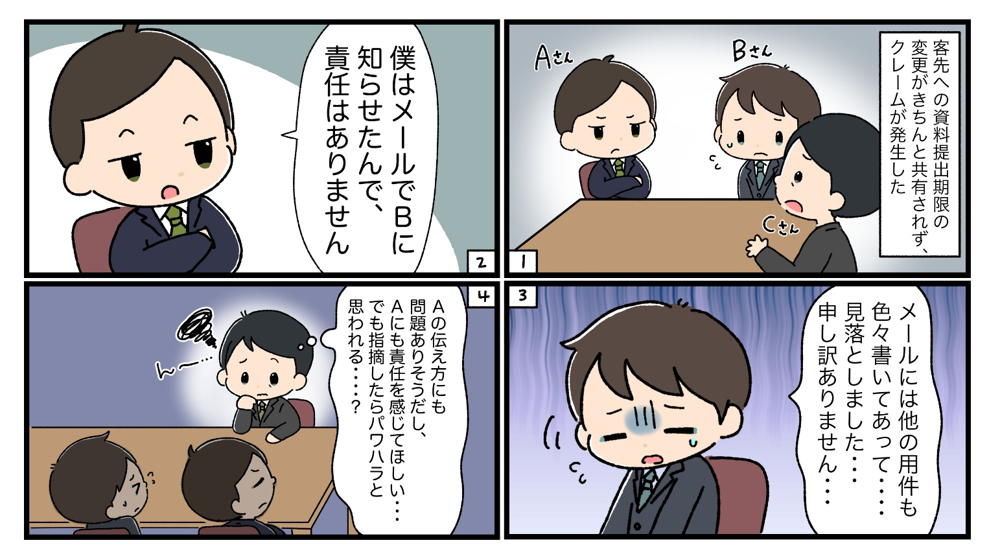 客先への資料提出期限の
変更がきちんと共有されず、
クレームが発生した
Aさん
Bさん
Cさん
1
僕はメールでBに
知らせたんで、
責任はありません
2
メールには他の用件も
色々書いてあって‥‥
見落としました‥‥
申し訳ありません‥‥
3
Aの伝え方にも
問題ありそうだし、
Aにも責任を感じてほしい‥‥
でも指摘したらパワハラと
思われる‥‥?
んー…
4